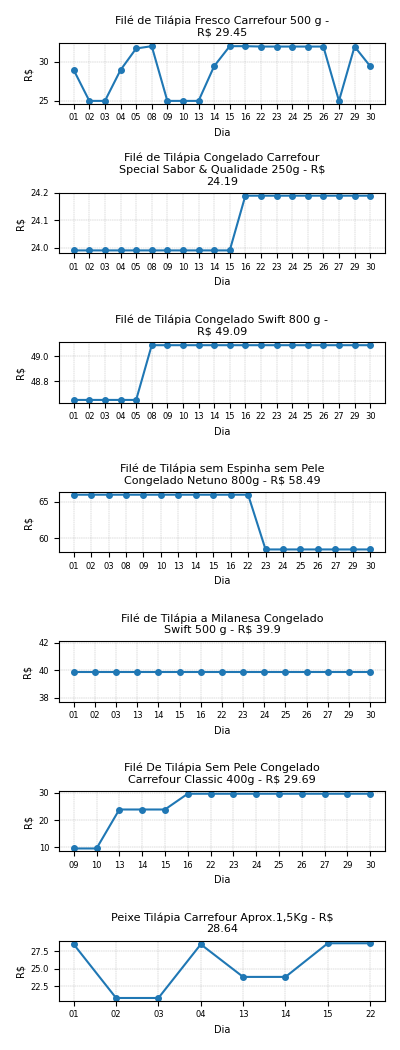 Filé de Tilápia Fresco Carrefour 500 g -
R$ 29.45
30
25
R$
01 02 03 04 05 08 09 10 13 14 15 16 22 23 24 25 26 27 29 30
Dia
Filé de Tilápia Congelado Carrefour
Special Sabor & Qualidade 250g - R$
24.19
24.2
24.1
24.0
R$
01 02 03 04 05 08 09 10 13 14 15 16 22 23 24 25 26 27 29 30
Dia
Filé de Tilápia Congelado Swift 800 g -
R$ 49.09
49.0
48.8
R$
01 02 03 04 05 08 09 10 13 14 15 16 22 23 24 25 26 27 29 30
Dia
Filé de Tilápia sem Espinha sem Pele
Congelado Netuno 800g - R$ 58.49
65
60
R$
01 02 03 08 09 10 13 14 15 16 22 23 24 25 26 27 29 30
Dia
Filé de Tilápia a Milanesa Congelado
Swift 500 g - R$ 39.9
42
40
38
R$
01 02 03 13 14 15 16 22 23 24 25 26 27 29 30
Dia
Filé De Tilápia Sem Pele Congelado
Carrefour Classic 400g - R$ 29.69
30
20
10
R$
09 10 13 14 15 16 22 23 24 25 26 27 29 30
Dia
Peixe Tilápia Carrefour Aprox.1,5Kg - R$
28.64
27.5
25.0
22.5
R$
01 02 03 04 13 14 15 22
Dia